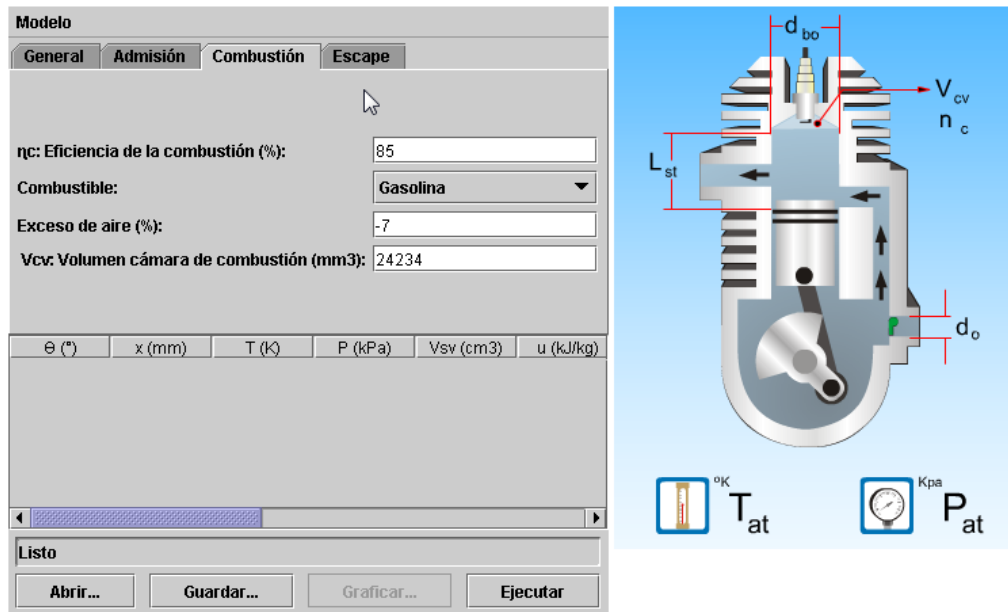 Modelo
General Admisión Combustión Escape
ηc: Eficiencia de la combustión (%): 85
Combustible: Gasolina
Exceso de aire (%): -7
Vcv: Volumen cámara de combustión (mm3): 24234
Θ (°) x (mm) T (K) P (kPa) Vsv (cm3) u (kJ/kg)
Listo
Abrir... Guardar... Graficar... Ejecutar
d bo
V cv
n c
L st
d o
°K
T at
Kpa
P at